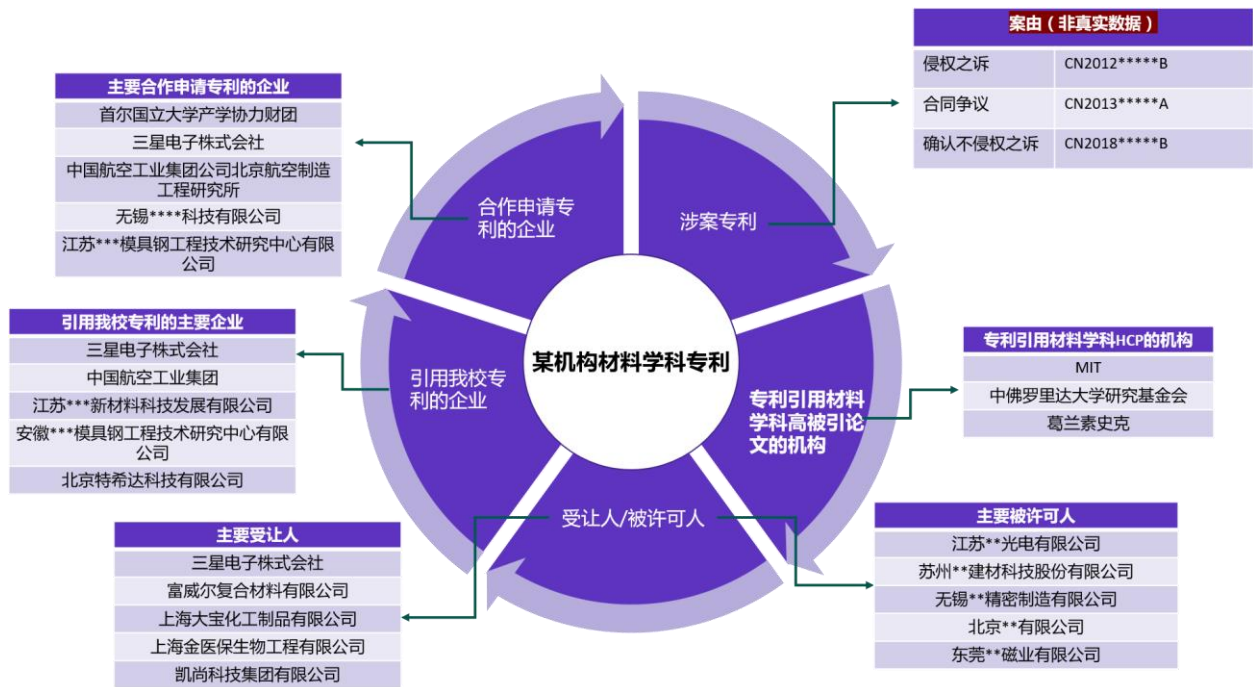 案由（非真实数据）
侵权之诉 CN2012*****B
合同争议 CN2013*****A
确认不侵权之诉 CN2018*****B
主要合作申请专利的企业
首尔国立大学产学协力财团
三星电子株式会社
中国航空工业集团公司北京航空制造
工程研究所
无锡****科技有限公司
江苏***模具钢工程技术研究中心有限
公司
合作申请专
利的企业
涉案专利
引用我校专利的主要企业
三星电子株式会社
中国航空工业集团
江苏***新材料科技发展有限公司
安徽***模具钢工程技术研究中心有限
公司
北京特希达科技有限公司
引用我校专
利的企业
某机构材料学科专利
专利引用材料
学科高被引论
文的机构
专利引用材料学科HCP的机构
MIT
中佛罗里达大学研究基金会
葛兰素史克
受让人/被许可人
主要受让人
三星电子株式会社
富威尔复合材料有限公司
上海大宝化工制品有限公司
上海金医保生物工程有限公司
凯尚科技集团有限公司
主要被许可人
江苏**光电有限公司
苏州**建材科技股份有限公司
无锡**精密制造有限公司
北京**有限公司
东莞**磁业有限公司